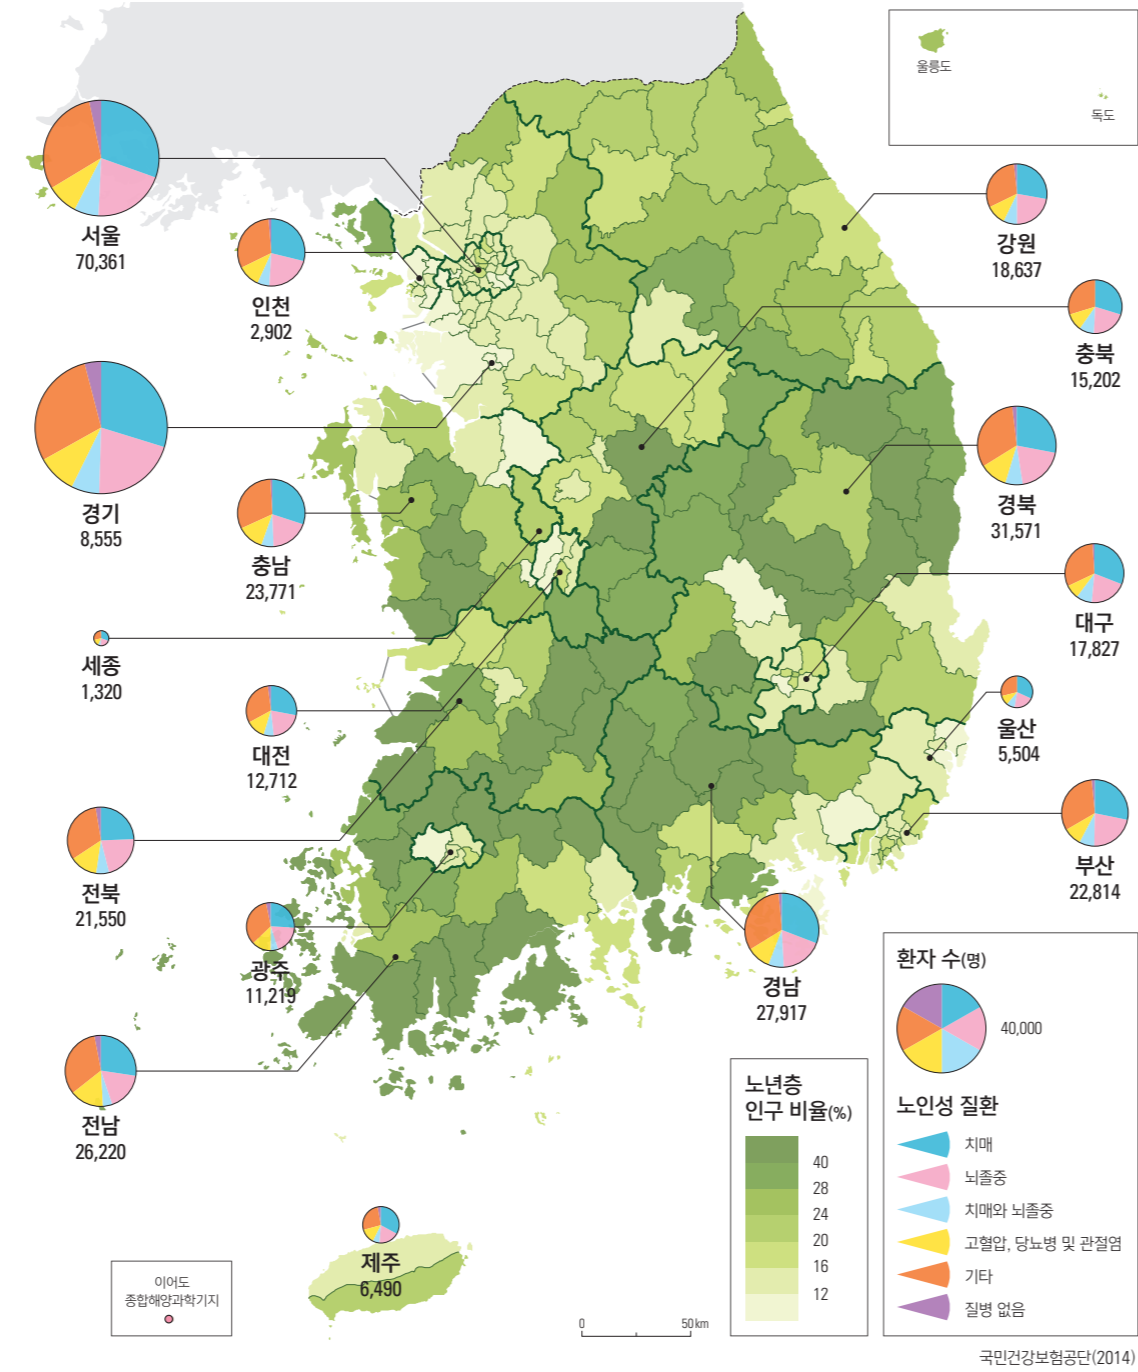 울릉도
독도
서울
70,361
인천
2,902
강원
18,637
충북
15,202
경기
8,555
경북
31,571
충남
23,771
대구
17,827
세종
1,320
울산
5,504
대전
12,712
부산
22,814
전북
21,550
광주
11,219
경남
27,917
전남
26,220
제주
6,490
이어도
종합해양과학기지
0 50km
노년층
인구 비율(%)
40
28
24
20
16
12
환자 수(명)
40,000
노인성 질환
치매
뇌졸중
치매와 뇌졸중
고혈압, 당뇨병 및 관절염
기타
질병 없음
국민건강보험공단(2014)